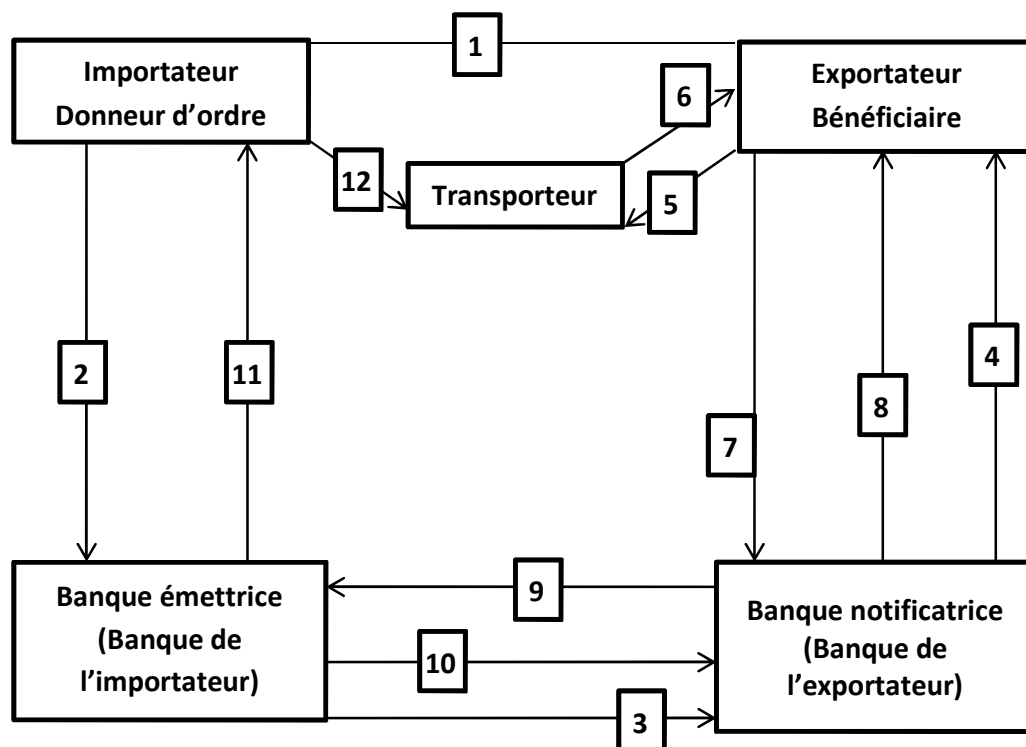 1
Importateur
Donneur d’ordre
Exportateur
Bénéficiaire
6
12
Transporteur
5
2
11
4
8
7
Banque émettrice
(Banque de
l’importateur)
9
10
3
Banque notificatrice
(Banque de
l’exportateur)